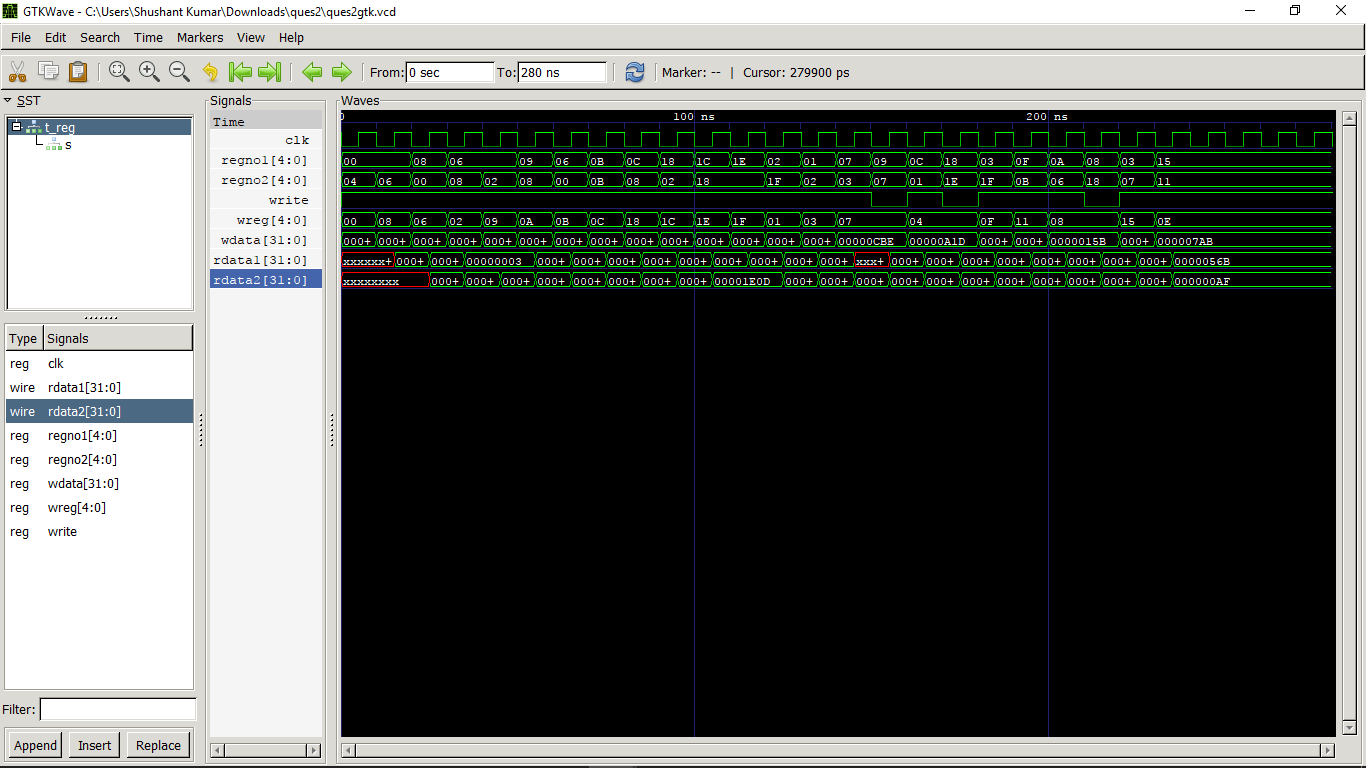 GTKWave - C:\Users\Shushant Kumar\Downloads\ques2\ques2gtk.vcd
File Edit Search Time Markers View Help
From: 0 sec To: 280 ns Marker: -- | Cursor: 279900 ps
SST
t_reg
s
Type Signals
reg clk
wire rdata1[31:0]
wire rdata2[31:0]
reg regno1[4:0]
reg regno2[4:0]
reg wdata[31:0]
reg wreg[4:0]
reg write
Filter:
Append Insert Replace
Signals
Waves
Time 0 100 ns 200 ns
clk
regno1[4:0] 00 08 06 09 06 0B 0C 18 1C 1E 02 01 07 09 0C 18 03 0F 0A 08 03 15
regno2[4:0] 04 06 00 08 02 08 00 0B 08 02 18 1F 02 03 07 01 1E 1F 0B 06 18 07 11
write
wreg[4:0] 00 08 06 02 09 0A 0B 0C 18 1C 1E 1F 01 03 07 04 0F 11 08 15 0E
wdata[31:0] 000+ 000+ 000+ 000+ 000+ 000+ 000+ 000+ 000+ 000+ 000+ 000+ 000+ 000+ 00000CBE 00000A1D 000+ 000+ 0000015B 000+ 000007AB
rdata1[31:0] xxxxxx+ 000+ 000+ 00000003 000+ 000+ 000+ 000+ 000+ 000+ 000+ 000+ 000+ xxx+ 000+ 000+ 000+ 000+ 000+ 000+ 000+ 000+ 0000056B
rdata2[31:0] xxxxxxxx 000+ 000+ 000+ 000+ 000+ 000+ 000+ 000+ 00001E0D 000+ 000+ 000+ 000+ 000+ 000+ 000+ 000+ 000+ 000+ 000+ 000000AF